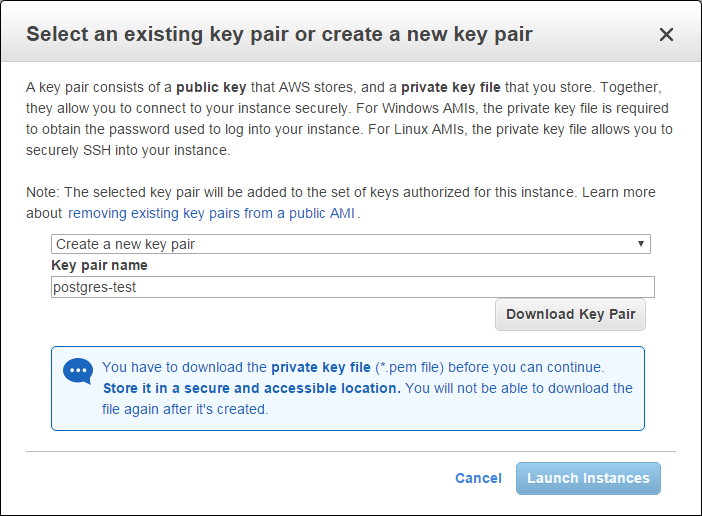 Select an existing key pair or create a new key pair
A key pair consists of a public key that AWS stores, and a private key file that you store. Together,
they allow you to connect to your instance securely. For Windows AMIs, the private key file is required
to obtain the password used to log into your instance. For Linux AMIs, the private key file allows you to
securely SSH into your instance.
Note: The selected key pair will be added to the set of keys authorized for this instance. Learn more
about removing existing key pairs from a public AMI.
Create a new key pair
Key pair name
postgres-test
Download Key Pair
You have to download the private key file (*.pem file) before you can continue.
Store it in a secure and accessible location. You will not be able to download the
file again after it's created.
Cancel Launch Instances